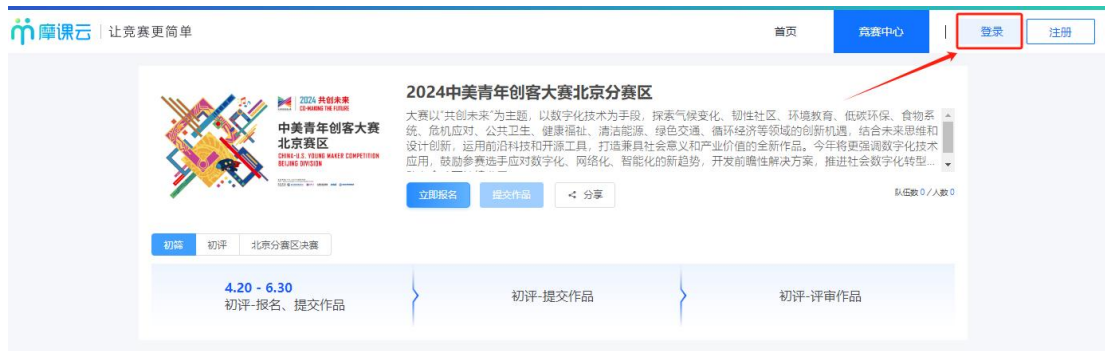 摩课云 让竞赛更简单
首页 竞赛中心 | 登录 注册
2024 共创未来
CO-MAKING THE FUTURE
中美青年创客大赛
北京赛区
CHINA-U.S. YOUNG MAKER COMPETITION
BEIJING DIVISION
2024中美青年创客大赛北京分赛区
大赛以“共创未来”为主题，以数字化技术为手段，探索气候变化、韧性社区、环境教育、低碳环保、食物系
统、危机应对、公共卫生、健康福祉、清洁能源、绿色交通、循环经济等领域的创新机遇，结合未来思维和
设计创新，运用前沿科技和开源工具，打造兼具社会意义和产业价值的全新作品。今年将更强调数字化技术
应用，鼓励参赛选手应对数字化、网络化、智能化的新趋势，开发前瞻性解决方案，推进社会数字化转型...
立即报名 提交作品 分享 队伍数 0 / 人数 0
初筛 初评 北京分赛区决赛
4.20 - 6.30
初评-报名、提交作品 初评-提交作品 初评-评审作品